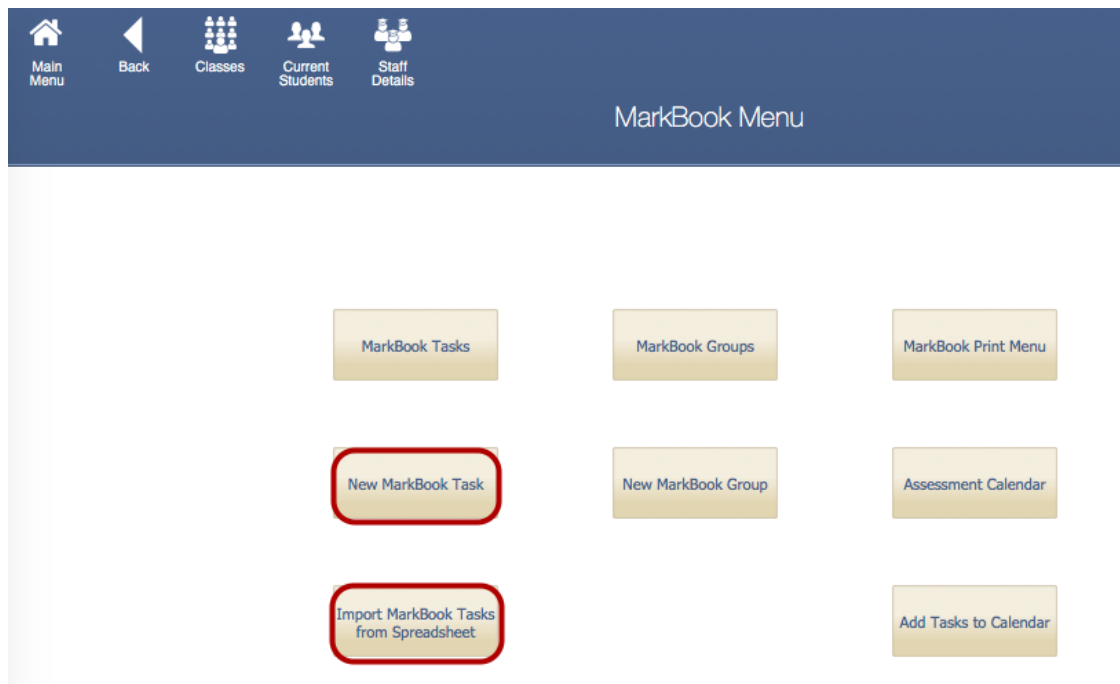 Main
Menu
Back
Classes
Current
Students
Staff
Details
MarkBook Menu
MarkBook Tasks
MarkBook Groups
MarkBook Print Menu
New MarkBook Task
New MarkBook Group
Assessment Calendar
Import MarkBook Tasks
from Spreadsheet
Add Tasks to Calendar